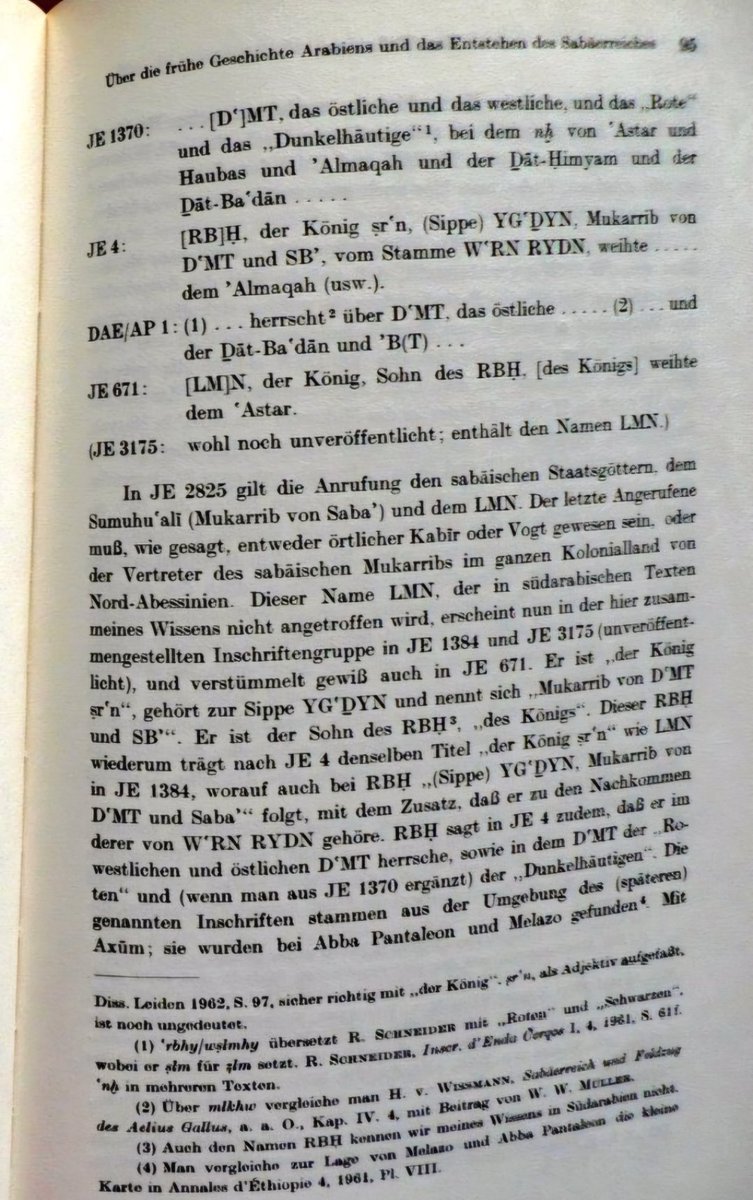 Über die frühe Geschichte Arabiens und das Entstehen des Sabäerreiches 95
JE 1370: . . . [Dʿ]MT, das östliche und das westliche, und das „Rote“
und das „Dunkelhäutige“¹, bei dem nḫ von ʿAstar und
Haubas und ʾAlmaqah und der Ḏāt-Ḥimyam und der
Ḏāt-Baʿdān . . . . .
JE 4: [RB]Ḥ, der König ṣrʿn, (Sippe) YGʿḎYN, Mukarrib von
DʿMT und SBʾ, vom Stamme WʿRN RYDN, weihte . . . . .
dem ʾAlmaqah (usw.).
DAE/AP 1: (1) . . . herrscht² über DʿMT, das östliche . . . . . (2) . . . und
der Ḏāt-Baʿdān und ʾB(T) . . .
JE 671: [LM]N, der König, Sohn des RBḤ, [des Königs] weihte
dem ʿAstar.
(JE 3175: wohl noch unveröffentlicht; enthält den Namen LMN.)
In JE 2825 gilt die Anrufung den sabäischen Staatsgöttern, dem
Sumuhuʿalī (Mukarrib von Sabaʾ) und dem LMN. Der letzte Angerufene
muß, wie gesagt, entweder örtlicher Kabīr oder Vogt gewesen sein, oder
der Vertreter des sabäischen Mukarribs im ganzen Kolonialland von
Nord-Abessinien. Dieser Name LMN, der in südarabischen Texten
meines Wissens nicht angetroffen wird, erscheint nun in der hier zusam-
mengestellten Inschriftengruppe in JE 1384 und JE 3175 (unveröffent-
licht), und verstümmelt gewiß auch in JE 671. Er ist „der König
ṣrʿn“, gehört zur Sippe YGʿḎYN und nennt sich „Mukarrib von DʿMT
und SBʾ“. Er ist der Sohn des RBḤ³, „des Königs“. Dieser RBḤ
wiederum trägt nach JE 4 denselben Titel „der König ṣrʿn“ wie LMN
in JE 1384, worauf auch bei RBḤ „(Sippe) YGʿḎYN, Mukarrib von
DʿMT und Sabaʾ“ folgt, mit dem Zusatz, daß er zu den Nachkommen
derer von WʿRN RYDN gehöre. RBḤ sagt in JE 4 zudem, daß er im
westlichen und östlichen DʿMT herrsche, sowie in dem DʿMT der „Ro-
ten“ und (wenn man aus JE 1370 ergänzt) der „Dunkelhäutigen“. Die
genannten Inschriften stammen aus der Umgebung des (späteren)
Axūm; sie wurden bei Abba Pantaleon und Melazo gefunden⁴. Mit
Diss. Leiden 1962, S. 97, sicher richtig mit „der König“. ṣrʿn, als Adjektiv aufgefaßt,
ist noch ungedeutet.
(1) ʿrbhy/wṣlmhy übersetzt R. SCHNEIDER mit „Roten“ und „Schwarzen“,
wobei er ṣlm für ẓlm setzt, R. SCHNEIDER, Inscr. d'Enda Čerqos I, 4, 1961, S. 61f.
ʿnḫ in mehreren Texten.
(2) Über mlkhw vergleiche man H. v. WISSMANN, Sabäerreich und Feldzug
des Aelius Gallus, a. a. O., Kap. IV. 4, mit Beitrag von W. W. MÜLLER.
(3) Auch den Namen RBḤ kennen wir meines Wissens in Südarabien nicht.
(4) Man vergleiche zur Lage von Melazo und Abba Pantaleon die kleine
Karte in Annales d'Éthiopie 4, 1961, Pl. VIII.